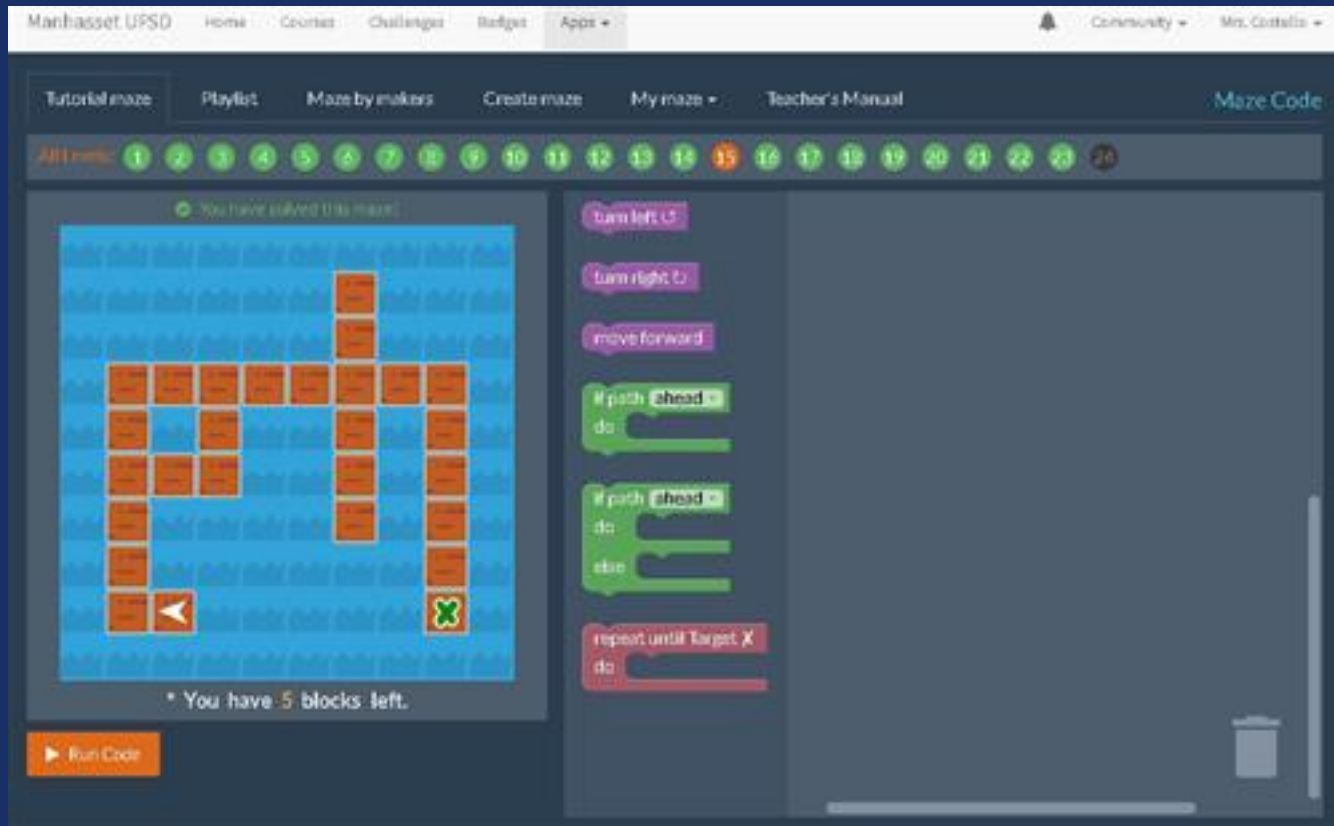 Manhasset UFSD Home Courses Challenges Badges Apps Community Mrs. Costello
Tutorial maze Playlist Maze by makers Create maze My maze Teacher's Manual Maze Code
1 2 3 4 5 6 7 8 9 10 11 12 13 14 15 16 17 18 19 20 21 22 23 24
You have solved this maze!
turn left
turn right
move forward
if path ahead
do
if path ahead
do
else
repeat until Target X
do
* You have 5 blocks left.
Run Code